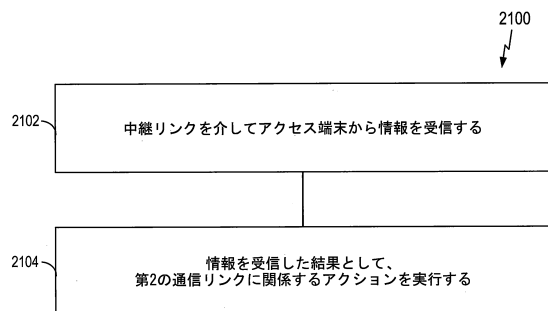 2100
2102
中継リンクを介してアクセス端末から情報を受信する
2104
情報を受信した結果として、
第2の通信リンクに関係するアクションを実行する